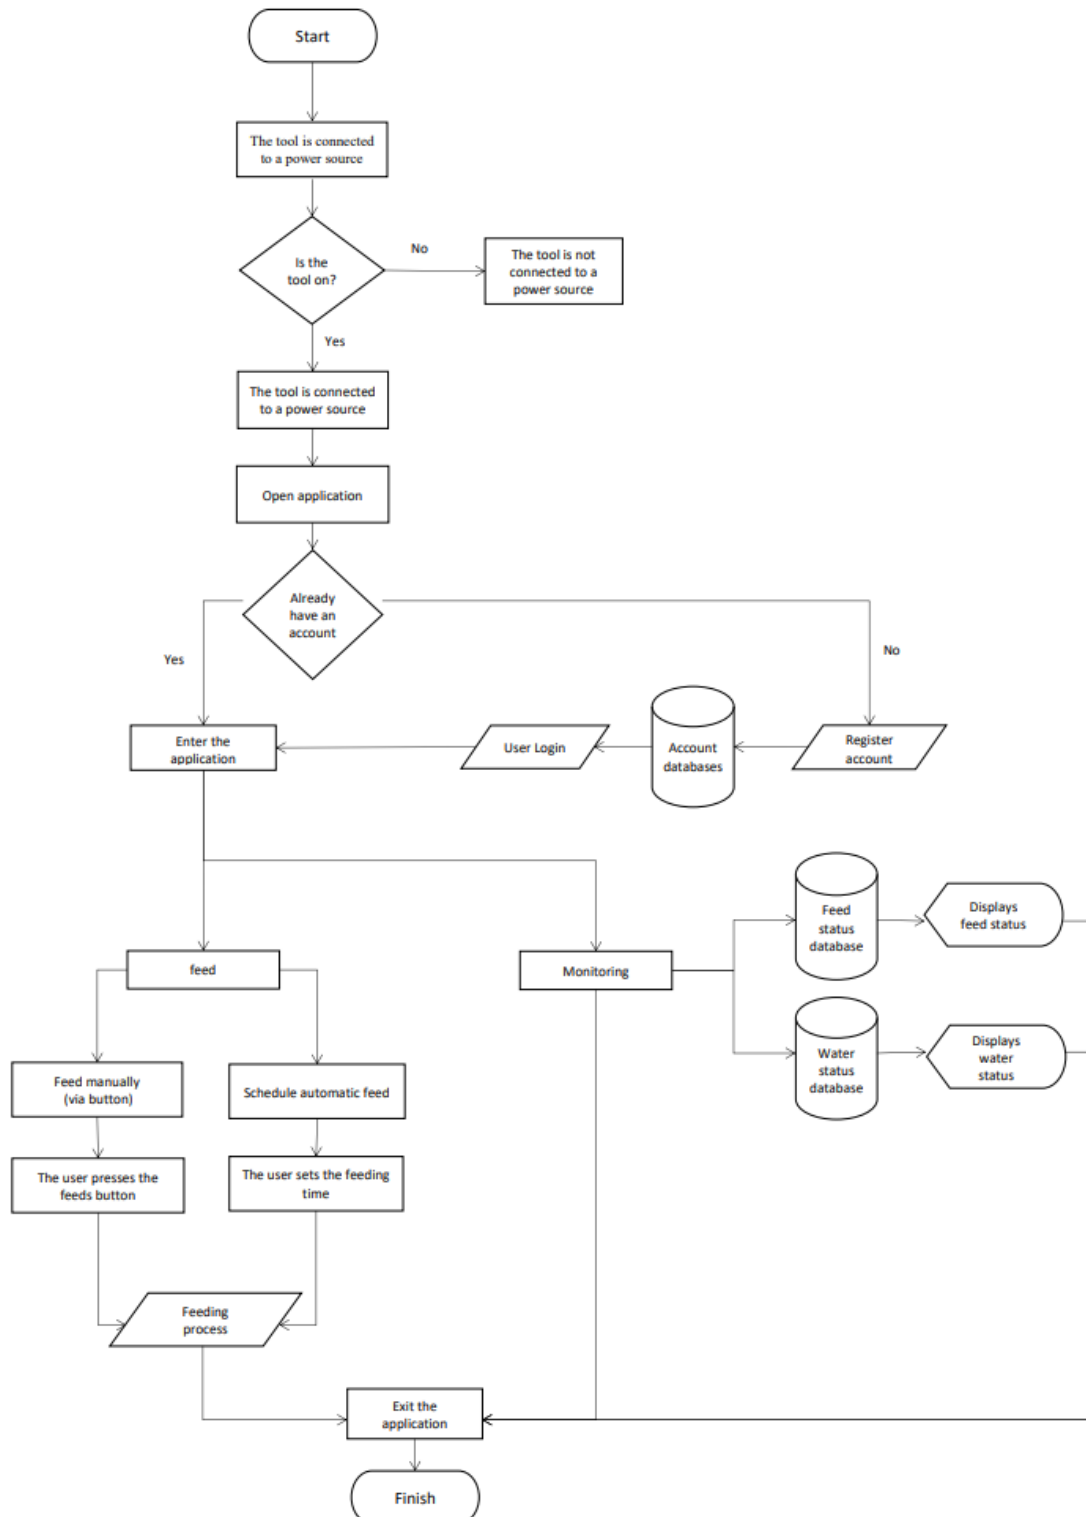 Start
The tool is connected
to a power source
Is the
tool on?
No
The tool is not
connected to a
power source
Yes
The tool is connected
to a power source
Open application
Already
have an
account
Yes
No
Enter the
application
User Login
Account
databases
Register
account
Feed
status
database
Displays
feed status
feed
Monitoring
Water
status
database
Displays
water
status
Feed manually
(via button)
Schedule automatic feed
The user presses the
feeds button
The user sets the feeding
time
Feeding
process
Exit the
application
Finish